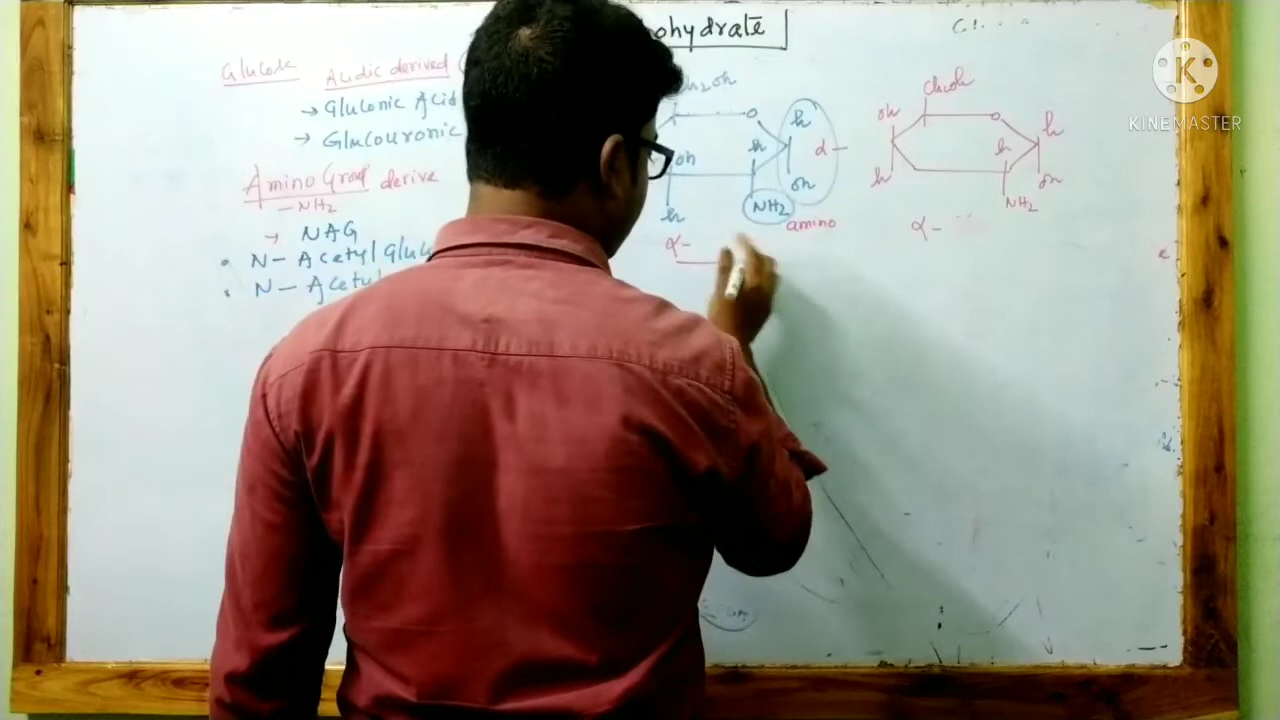 ohydrate
Glucose Acidic derived (
→ Gluconic Acid
→ Glucouronic
Amino Group derive
- NH2
→ NAG
• N - Acetyl Gluc
• N - Acetyl
Ch2oh
O
h
h
oh
oh
h
NH2
α -
amino
α-
oh
h
O
h
h
oh
NH2
α -
K
KINEMASTER